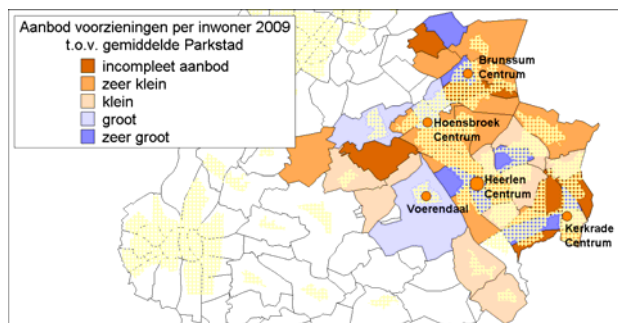 Aanbod voorzieningen per inwoner 2009
t.o.v. gemiddelde Parkstad
incompleet aanbod
zeer klein
klein
groot
zeer groot
Brunssum
Centrum
Hoensbroek
Centrum
Heerlen
Centrum
Voerendaal
Kerkrade
Centrum